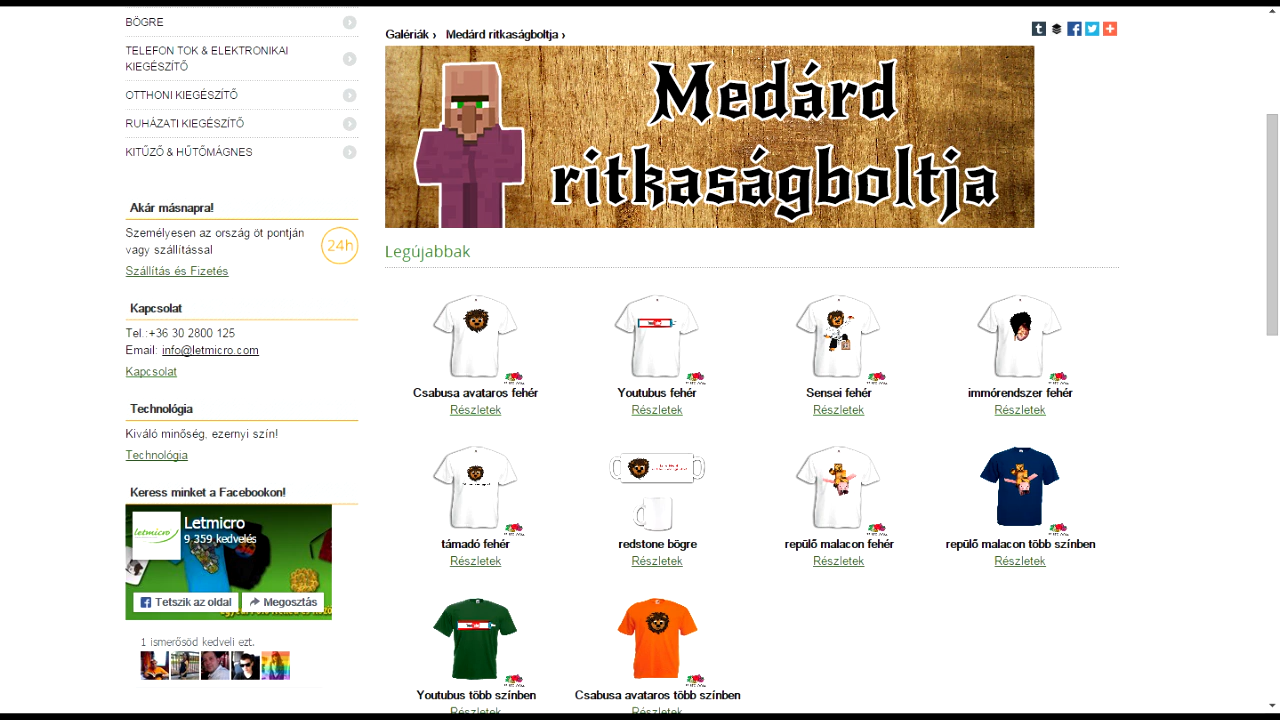 BÖGRE
TELEFON TOK & ELEKTRONIKAI
KIEGÉSZÍTŐ
OTTHONI KIEGÉSZÍTŐ
RUHÁZATI KIEGÉSZÍTŐ
KITŰZŐ & HŰTŐMÁGNES
Akár másnapra!
Személyesen az ország öt pontján
vagy szállítással
24h
Szállítás és Fizetés
Kapcsolat
Tel.:+36 30 2800 125
Email: info@letmicro.com
Kapcsolat
Technológia
Kiváló minőség, ezernyi szín!
Technológia
Keress minket a Facebookon!
letmicro
Letmicro
9 359 kedvelés
Tetszik az oldal
Megosztás
1 ismerősöd kedveli ezt.
Galériák › Medárd ritkaságboltja ›
Medárd
ritkaságboltja
Legújabbak
Csabusa avataros fehér
Youtubus fehér
Sensei fehér
immórendszer fehér
Részletek
Részletek
Részletek
Részletek
támadó fehér
redstone bögre
repülő malacon fehér
repülő malacon több színben
Részletek
Részletek
Részletek
Részletek
Youtubus több színben
Csabusa avataros több színben
Részletek
Részletek